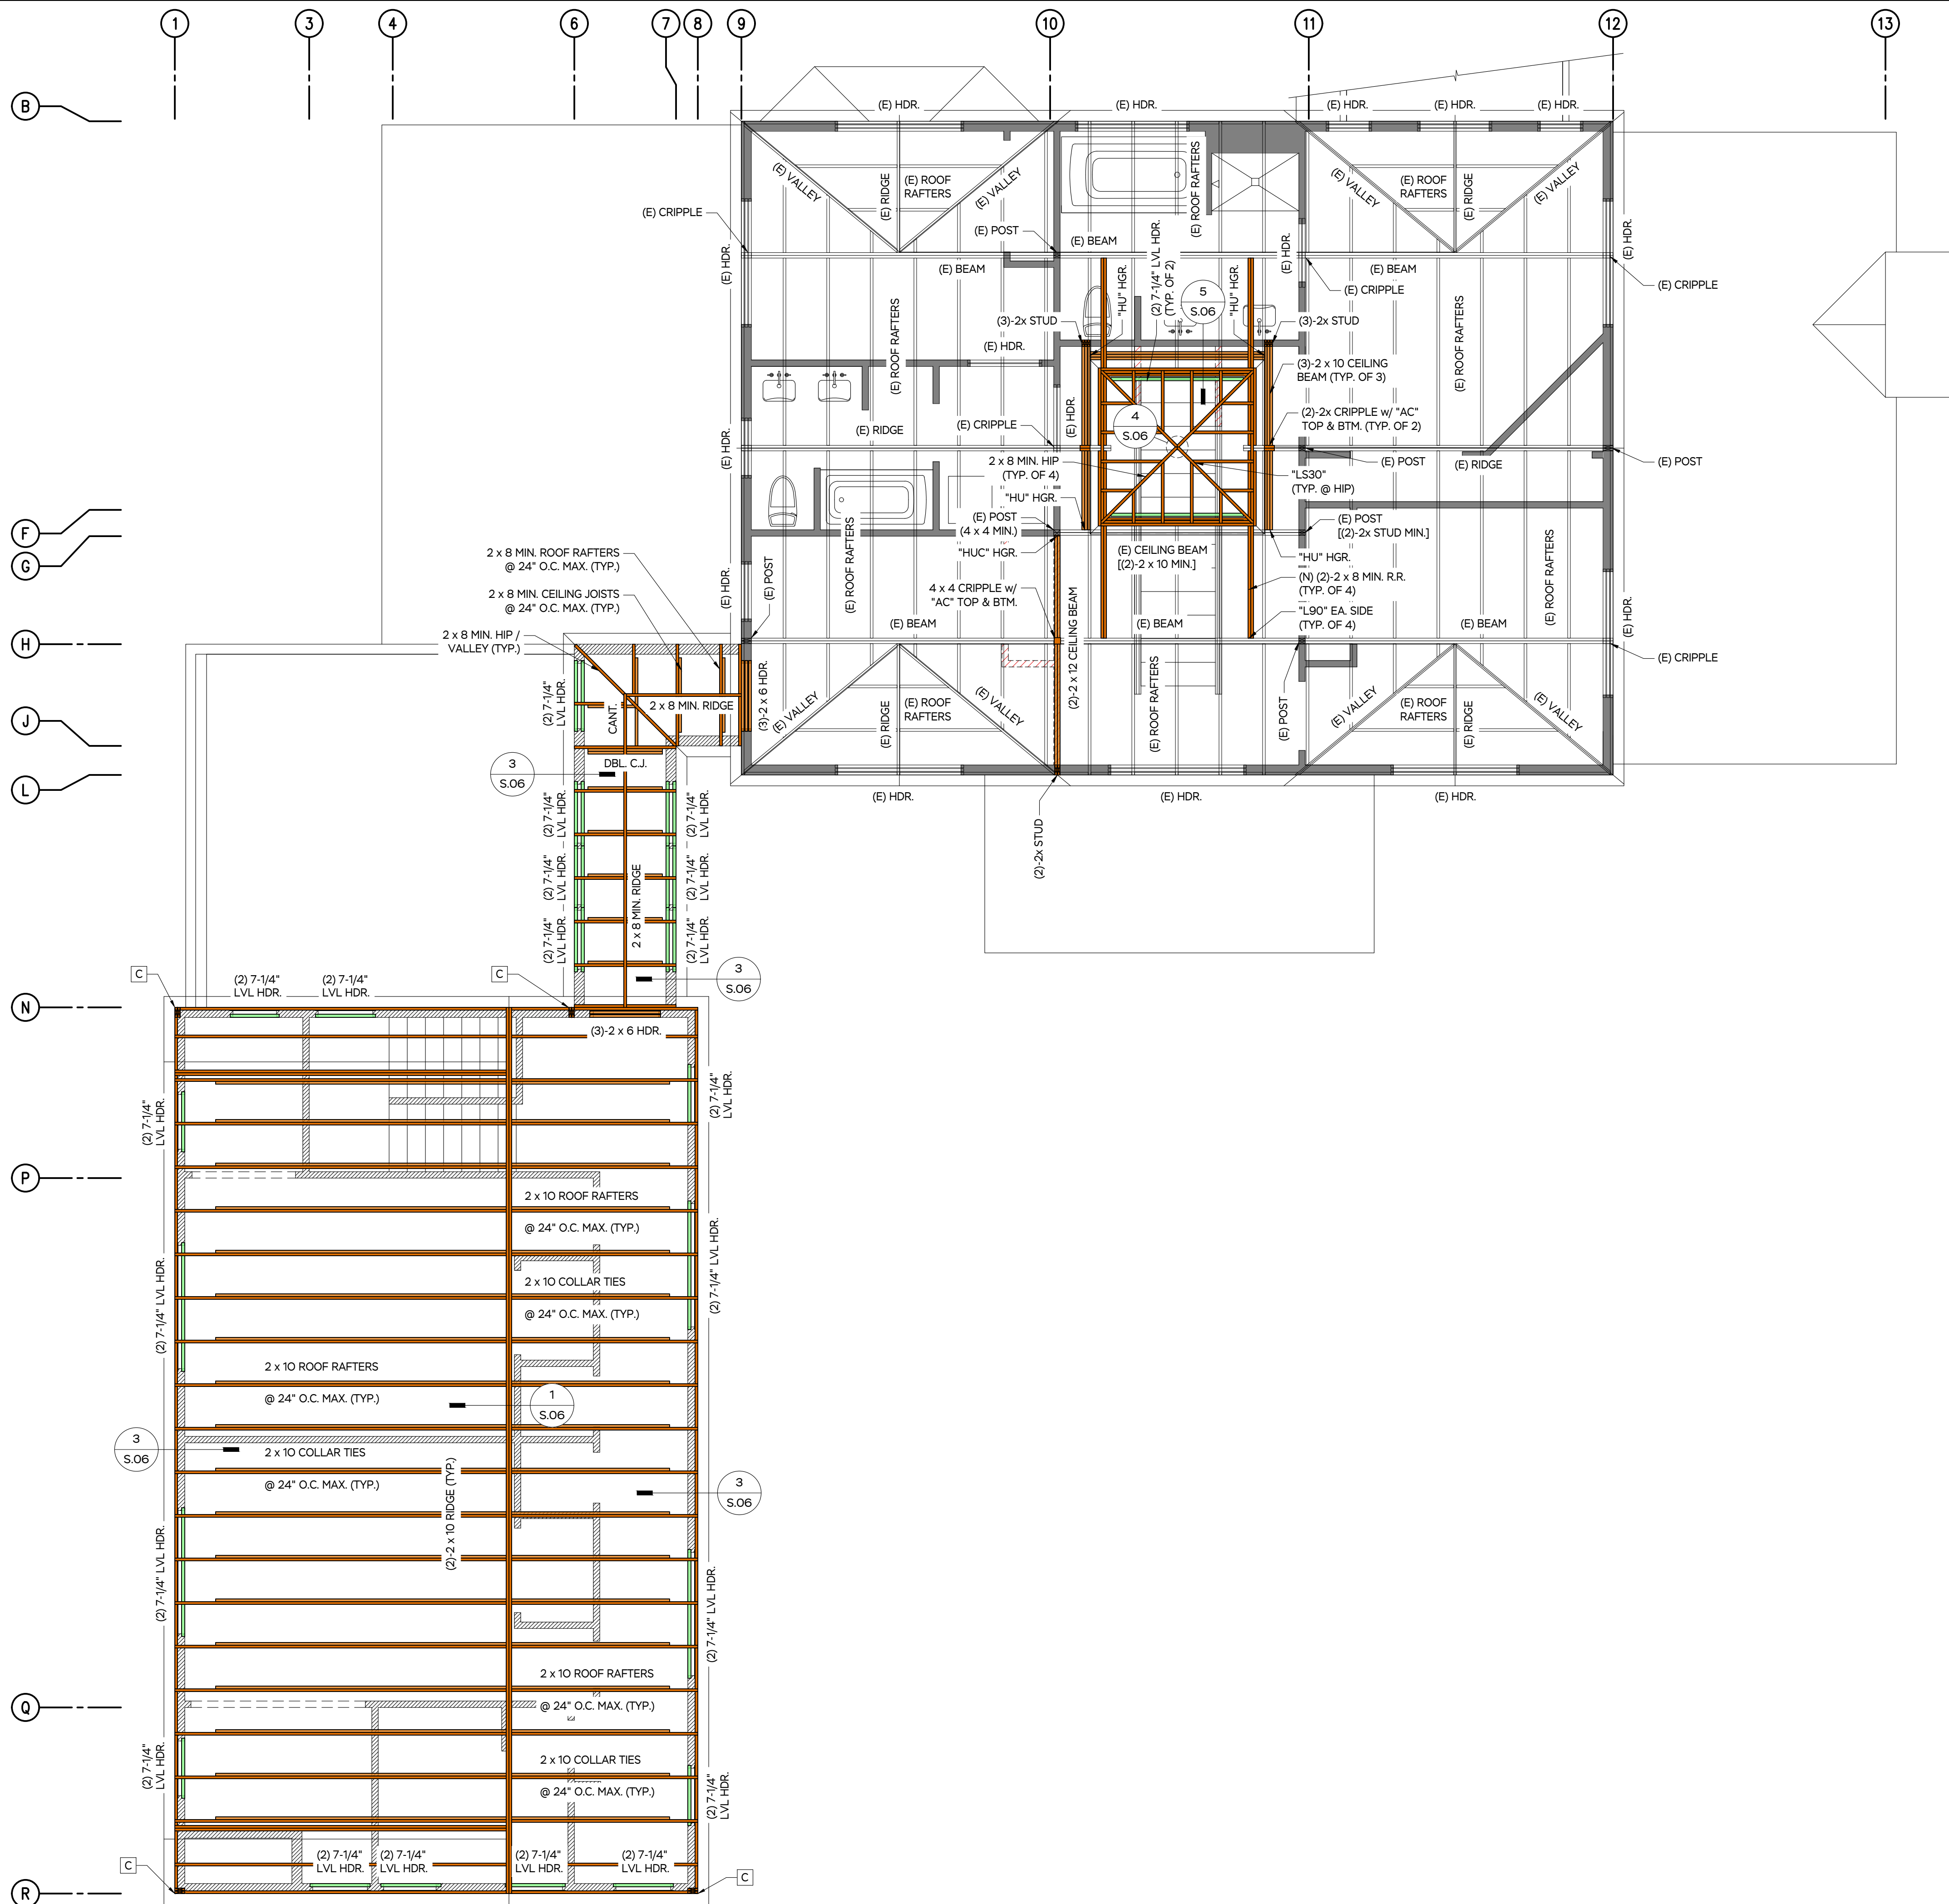 1 3 4 6 7 8 9 10 11 12 13
B
(E) HDR.
(E) HDR.
(E) HDR.
(E) HDR.
(E) HDR.
(E) VALLEY
(E) RIDGE
(E) ROOF
RAFTERS
(E) VALLEY
(E) ROOF RAFTERS
(E) VALLEY
(E) ROOF
RAFTERS
(E) RIDGE
(E) VALLEY
(E) CRIPPLE
(E) POST
(E) BEAM
(E) HDR.
(E) BEAM
"HU" HGR.
(2) 7-1/4" LVL HDR.
(TYP. OF 2)
"HU" HGR.
(E) HDR.
(E) BEAM
(E) CRIPPLE
(E) HDR.
(E) CRIPPLE
5
S.06
(3)-2x STUD
(3)-2x STUD
(E) ROOF RAFTERS
(E) ROOF RAFTERS
(E) HDR.
(3)-2 x 10 CEILING
BEAM (TYP. OF 3)
(E) HDR.
(E) RIDGE
(E) CRIPPLE
(E) HDR.
4
S.06
(2)-2x CRIPPLE w/ "AC"
TOP & BTM. (TYP. OF 2)
2 x 8 MIN. HIP
(TYP. OF 4)
"LS30"
(TYP. @ HIP)
(E) POST
(E) RIDGE
(E) POST
"HU" HGR.
(E) POST
(4 x 4 MIN.)
(E) POST
[(2)-2x STUD MIN.]
F
G
"HUC" HGR.
(E) CEILING BEAM
[(2)-2 x 10 MIN.]
"HU" HGR.
(E) ROOF RAFTERS
(E) ROOF RAFTERS
2 x 8 MIN. ROOF RAFTERS
@ 24" O.C. MAX. (TYP.)
2 x 8 MIN. CEILING JOISTS
@ 24" O.C. MAX. (TYP.)
(E) HDR.
(E) POST
4 x 4 CRIPPLE w/
"AC" TOP & BTM.
(N) (2)-2 x 8 MIN. R.R.
(TYP. OF 4)
"L90" EA. SIDE
(TYP. OF 4)
(E) HDR.
H
2 x 8 MIN. HIP /
VALLEY (TYP.)
(E) BEAM
(E) BEAM
(E) BEAM
(E) CRIPPLE
(2) 7-1/4"
LVL HDR.
CANT.
2 x 8 MIN. RIDGE
(3)-2 x 6 HDR.
(E) VALLEY
(E) RIDGE
(E) ROOF
RAFTERS
(E) VALLEY
(2)-2 x 12 CEILING BEAM
(E) ROOF RAFTERS
(E) POST
(E) VALLEY
(E) ROOF
RAFTERS
(E) RIDGE
(E) VALLEY
J
3
S.06
DBL. C.J.
L
(E) HDR.
(E) HDR.
(E) HDR.
(2)-2x STUD
(2) 7-1/4"
LVL HDR.
(2) 7-1/4"
LVL HDR.
(2) 7-1/4"
LVL HDR.
(2) 7-1/4"
LVL HDR.
(2) 7-1/4"
LVL HDR.
(2) 7-1/4"
LVL HDR.
2 x 8 MIN. RIDGE
C
C
3
S.06
(2) 7-1/4"
LVL HDR.
(2) 7-1/4"
LVL HDR.
N
(3)-2 x 6 HDR.
(2) 7-1/4"
LVL HDR.
(2) 7-1/4"
LVL HDR.
P
2 x 10 ROOF RAFTERS
@ 24" O.C. MAX. (TYP.)
2 x 10 COLLAR TIES
@ 24" O.C. MAX. (TYP.)
(2) 7-1/4" LVL HDR.
(2) 7-1/4" LVL HDR.
2 x 10 ROOF RAFTERS
@ 24" O.C. MAX. (TYP.)
1
S.06
3
S.06
2 x 10 COLLAR TIES
@ 24" O.C. MAX. (TYP.)
(2)-2 x 10 RIDGE (TYP.)
3
S.06
(2) 7-1/4" LVL HDR.
(2) 7-1/4" LVL HDR.
2 x 10 ROOF RAFTERS
@ 24" O.C. MAX. (TYP.)
Q
2 x 10 COLLAR TIES
@ 24" O.C. MAX. (TYP.)
(2) 7-1/4"
LVL HDR.
(2) 7-1/4"
LVL HDR.
(2) 7-1/4"
LVL HDR.
(2) 7-1/4"
LVL HDR.
(2) 7-1/4"
LVL HDR.
(2) 7-1/4"
LVL HDR.
C
C
R